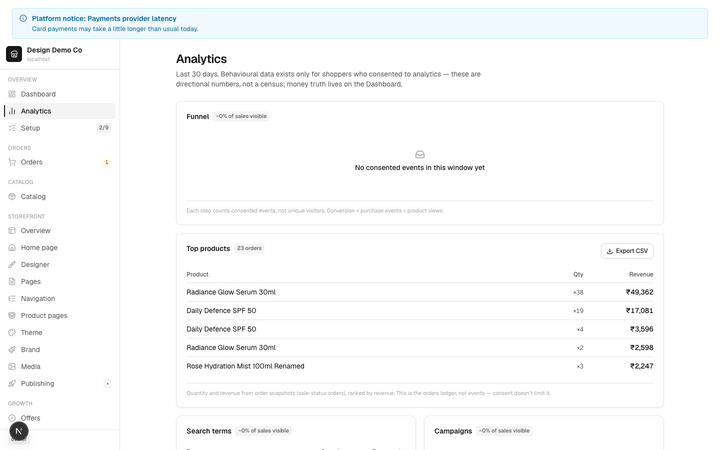 Platform notice: Payments provider latency
Card payments may take a little longer than usual today.
Design Demo Co
localhost
OVERVIEW
Dashboard
Analytics
Setup 2/9
ORDERS
Orders 1
CATALOG
Catalog
STOREFRONT
Overview
Home page
Designer
Pages
Navigation
Product pages
Theme
Brand
Media
Publishing
GROWTH
Offers
N
Analytics
Last 30 days. Behavioural data exists only for shoppers who consented to analytics — these are
directional numbers, not a census; money truth lives on the Dashboard.
Funnel ~0% of sales visible
No consented events in this window yet
Each step counts consented events, not unique visitors. Conversion = purchase events ÷ product views.
Top products 23 orders Export CSV
Product Qty Revenue
Radiance Glow Serum 30ml ×38 ₹49,362
Daily Defence SPF 50 ×19 ₹17,081
Daily Defence SPF 50 ×4 ₹3,596
Radiance Glow Serum 30ml ×2 ₹2,598
Rose Hydration Mist 100ml Renamed ×3 ₹2,247
Quantity and revenue from order snapshots (sale-status orders), ranked by revenue. This is the orders ledger, not events — consent doesn't limit it.
Search terms ~0% of sales visible
Campaigns ~0% of sales visible